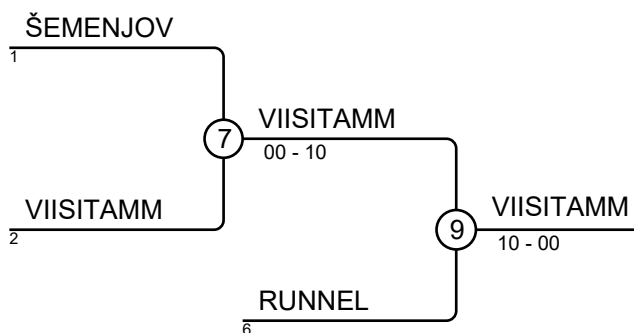 ŠEMENJOV
1
7
VIISITAMM
00 - 10
VIISITAMM
2
9
VIISITAMM
10 - 00
RUNNEL
6